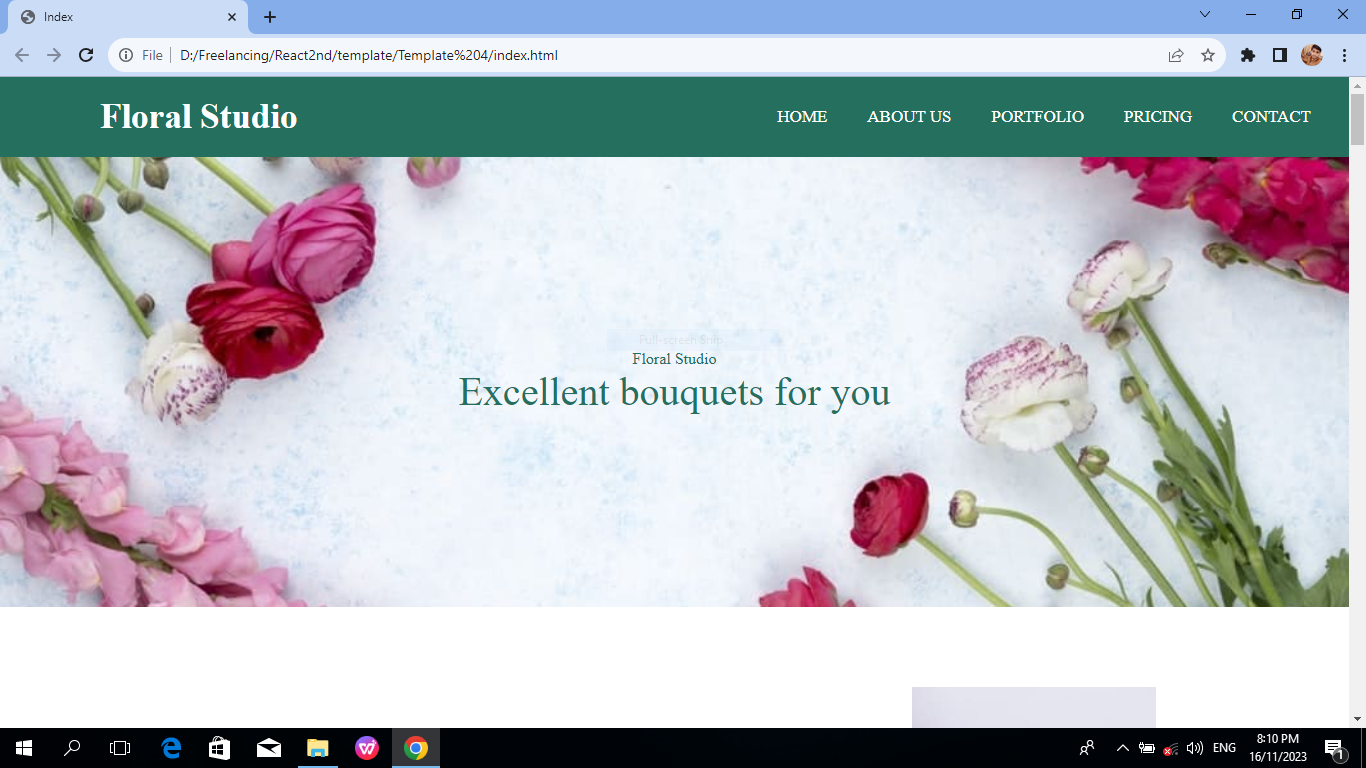 Index
File
D:/Freelancing/React2nd/template/Template%204/index.html
Floral Studio
HOME ABOUT US PORTFOLIO PRICING CONTACT
Full-screen Snip
Floral Studio
Excellent bouquets for you
ENG
8:10 PM
16/11/2023
1